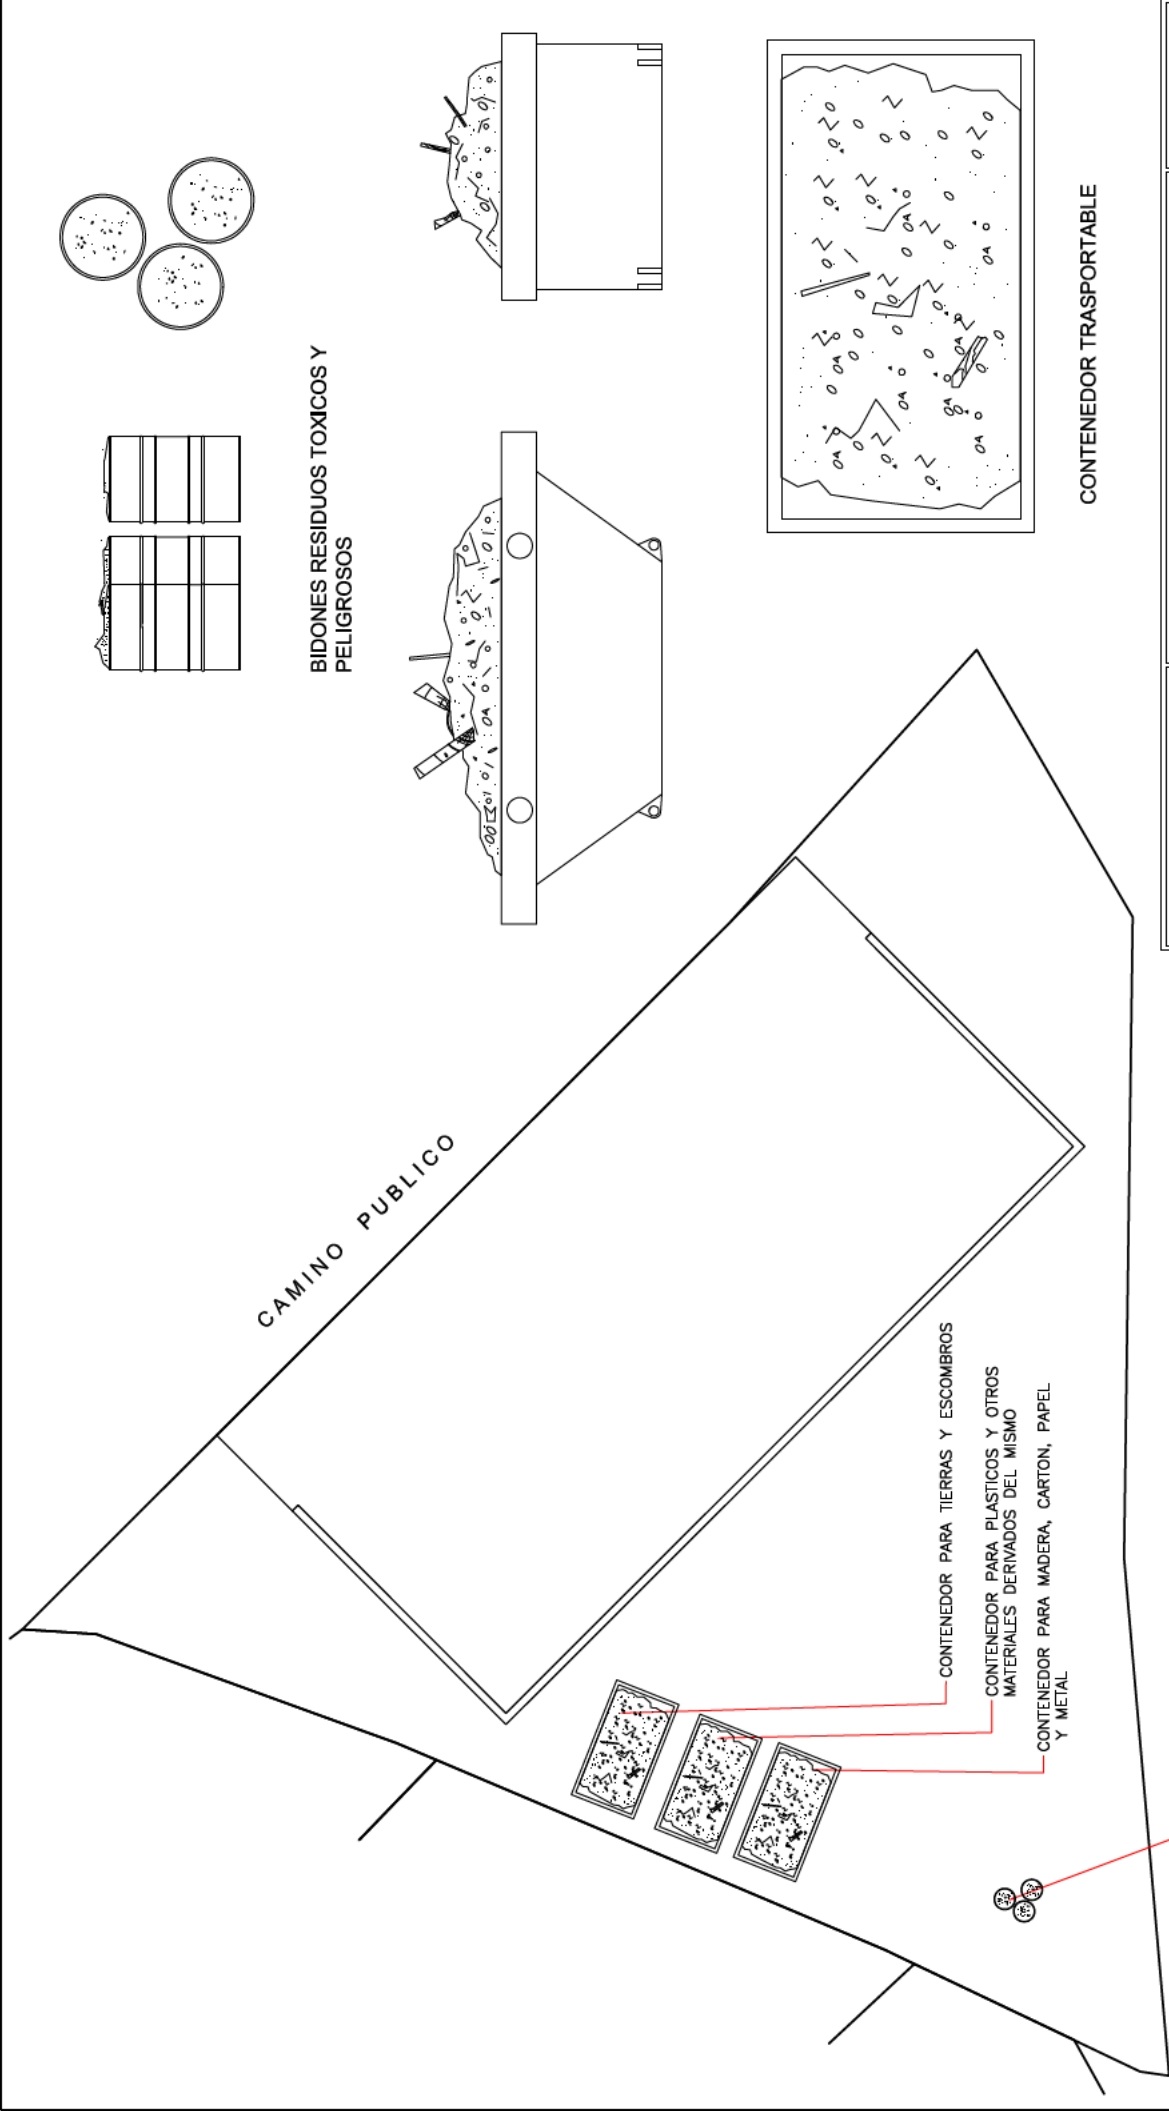 BIDONES RESIDUOS TOXICOS Y
PELIGROSOS
CONTENEDOR TRASPORTABLE
CAMINO PUBLICO
CONTENEDOR PARA TIERRAS Y ESCOMBROS
CONTENEDOR PARA PLASTICOS Y OTROS
MATERIALES DERIVADOS DEL MISMO
CONTENEDOR PARA MADERA, CARTON, PAPEL
Y METAL